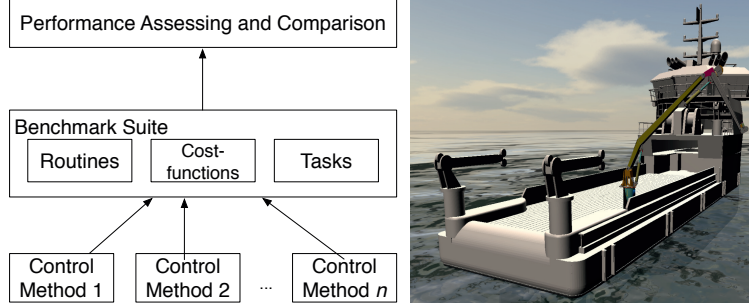 Performance Assessing and Comparison
Benchmark Suite
Routines
Cost-
functions
Tasks
Control
Method 1
Control
Method 2
...
Control
Method n